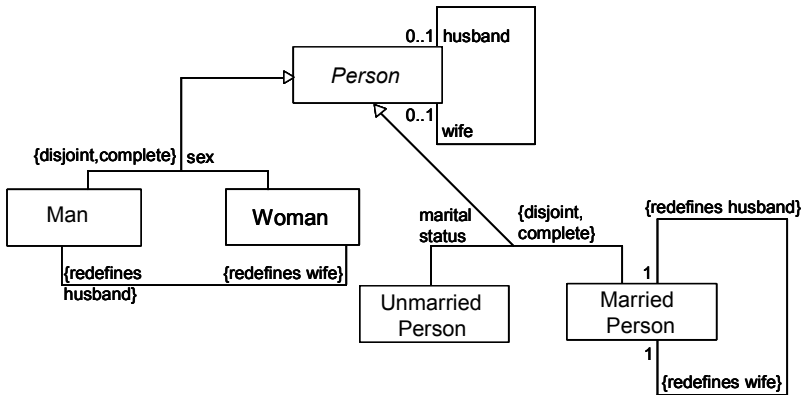 0..1 husband
Person
0..1
wife
{disjoint,complete} sex
Man
Woman
{redefines
husband}
{redefines wife}
marital
status
{disjoint,
complete}
{redefines husband}
1
Unmarried
Person
Married
Person
1
{redefines wife}